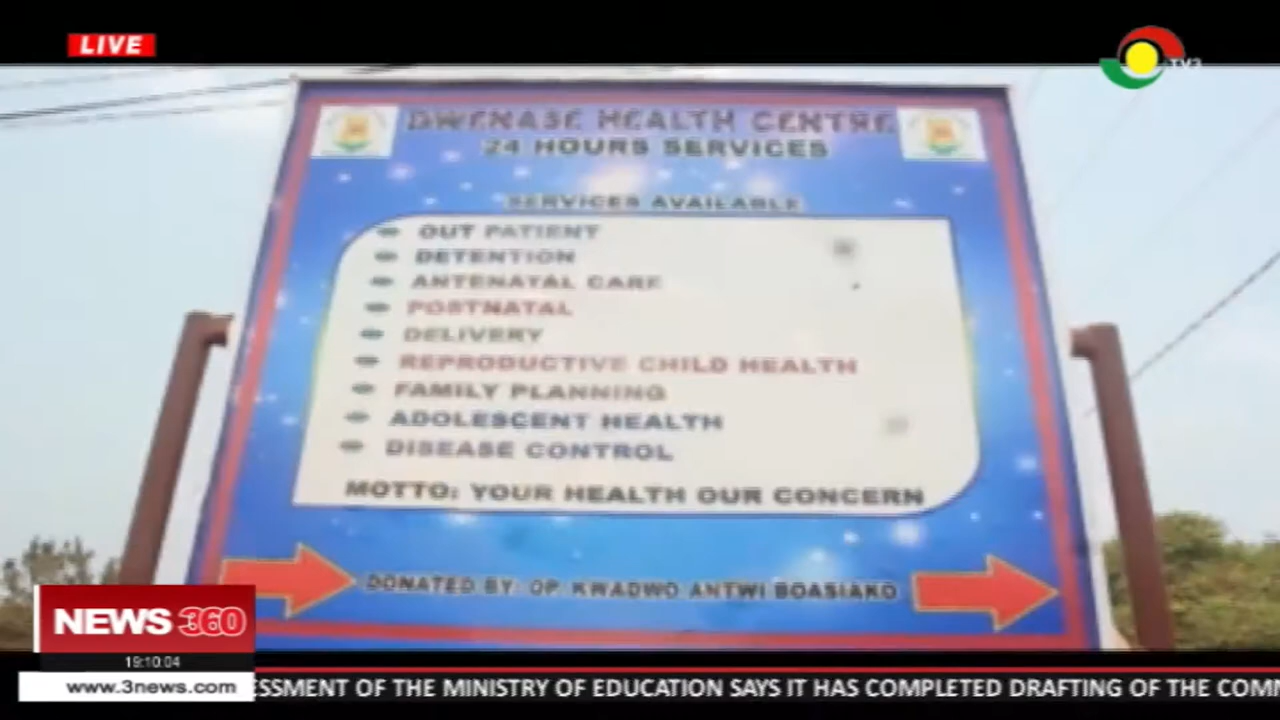 LIVE
TV3
DWENASE HEALTH CENTRE
24 HOURS SERVICES
SERVICES AVAILABLE
OUT PATIENT
DETENTION
ANTENATAL CARE
POSTNATAL
DELIVERY
REPRODUCTIVE CHILD HEALTH
FAMILY PLANNING
ADOLESCENT HEALTH
DISEASE CONTROL
MOTTO: YOUR HEALTH OUR CONCERN
DONATED BY: OP. KWADWO ANTWI BOASIAKO
NEWS 360
19:10:04
www.3news.com
ESSMENT OF THE MINISTRY OF EDUCATION SAYS IT HAS COMPLETED DRAFTING OF THE COM